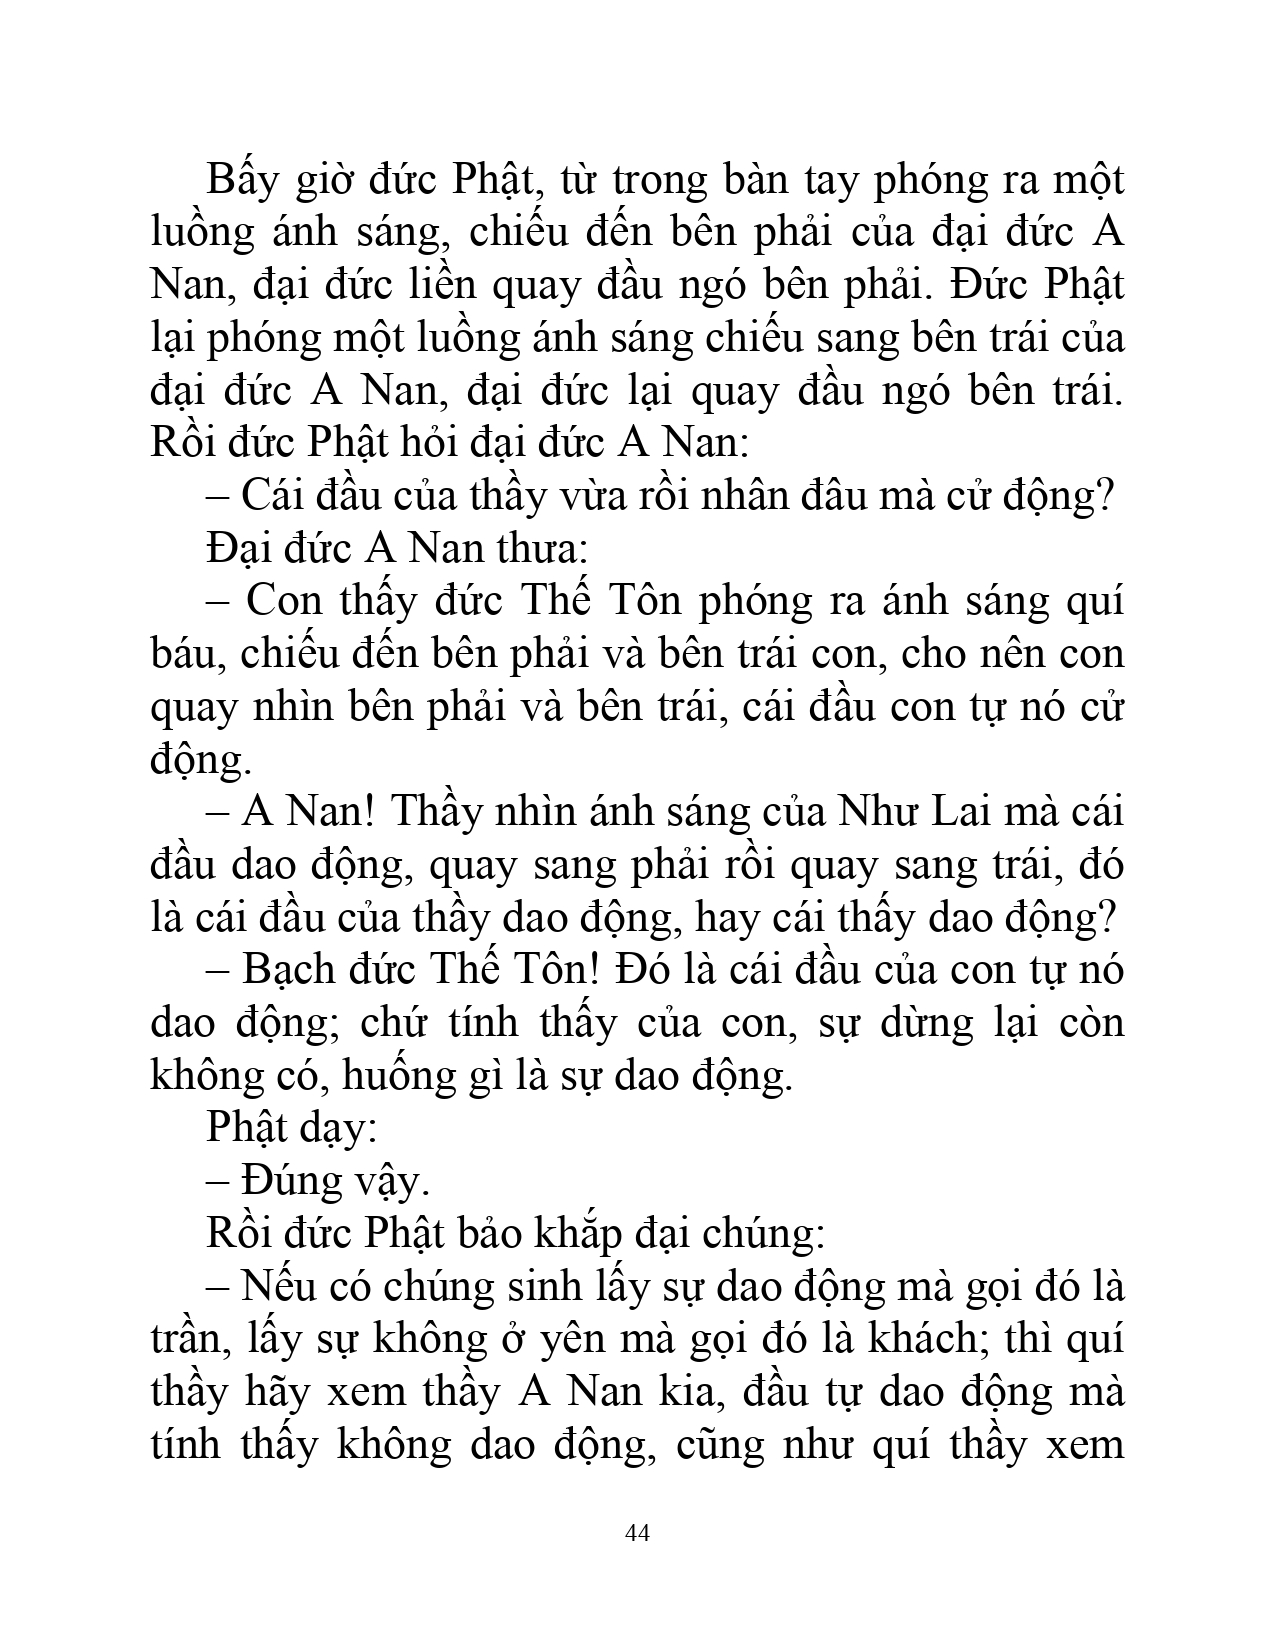 Bấy giờ đức Phật, từ trong bàn tay phóng ra một
luồng ánh sáng, chiếu đến bên phải của đại đức A
Nan, đại đức liền quay đầu ngó bên phải. Đức Phật
lại phóng một luồng ánh sáng chiếu sang bên trái của
đại đức A Nan, đại đức lại quay đầu ngó bên trái.
Rồi đức Phật hỏi đại đức A Nan:
– Cái đầu của thầy vừa rồi nhân đâu mà cử động?
Đại đức A Nan thưa:
– Con thấy đức Thế Tôn phóng ra ánh sáng quí
báu, chiếu đến bên phải và bên trái con, cho nên con
quay nhìn bên phải và bên trái, cái đầu con tự nó cử
động.
– A Nan! Thầy nhìn ánh sáng của Như Lai mà cái
đầu dao động, quay sang phải rồi quay sang trái, đó
là cái đầu của thầy dao động, hay cái thấy dao động?
– Bạch đức Thế Tôn! Đó là cái đầu của con tự nó
dao động; chứ tính thấy của con, sự dừng lại còn
không có, huống gì là sự dao động.
Phật dạy:
– Đúng vậy.
Rồi đức Phật bảo khắp đại chúng:
– Nếu có chúng sinh lấy sự dao động mà gọi đó là
trần, lấy sự không ở yên mà gọi đó là khách; thì quí
thầy hãy xem thầy A Nan kia, đầu tự dao động mà
tính thấy không dao động, cũng như quí thầy xem
44